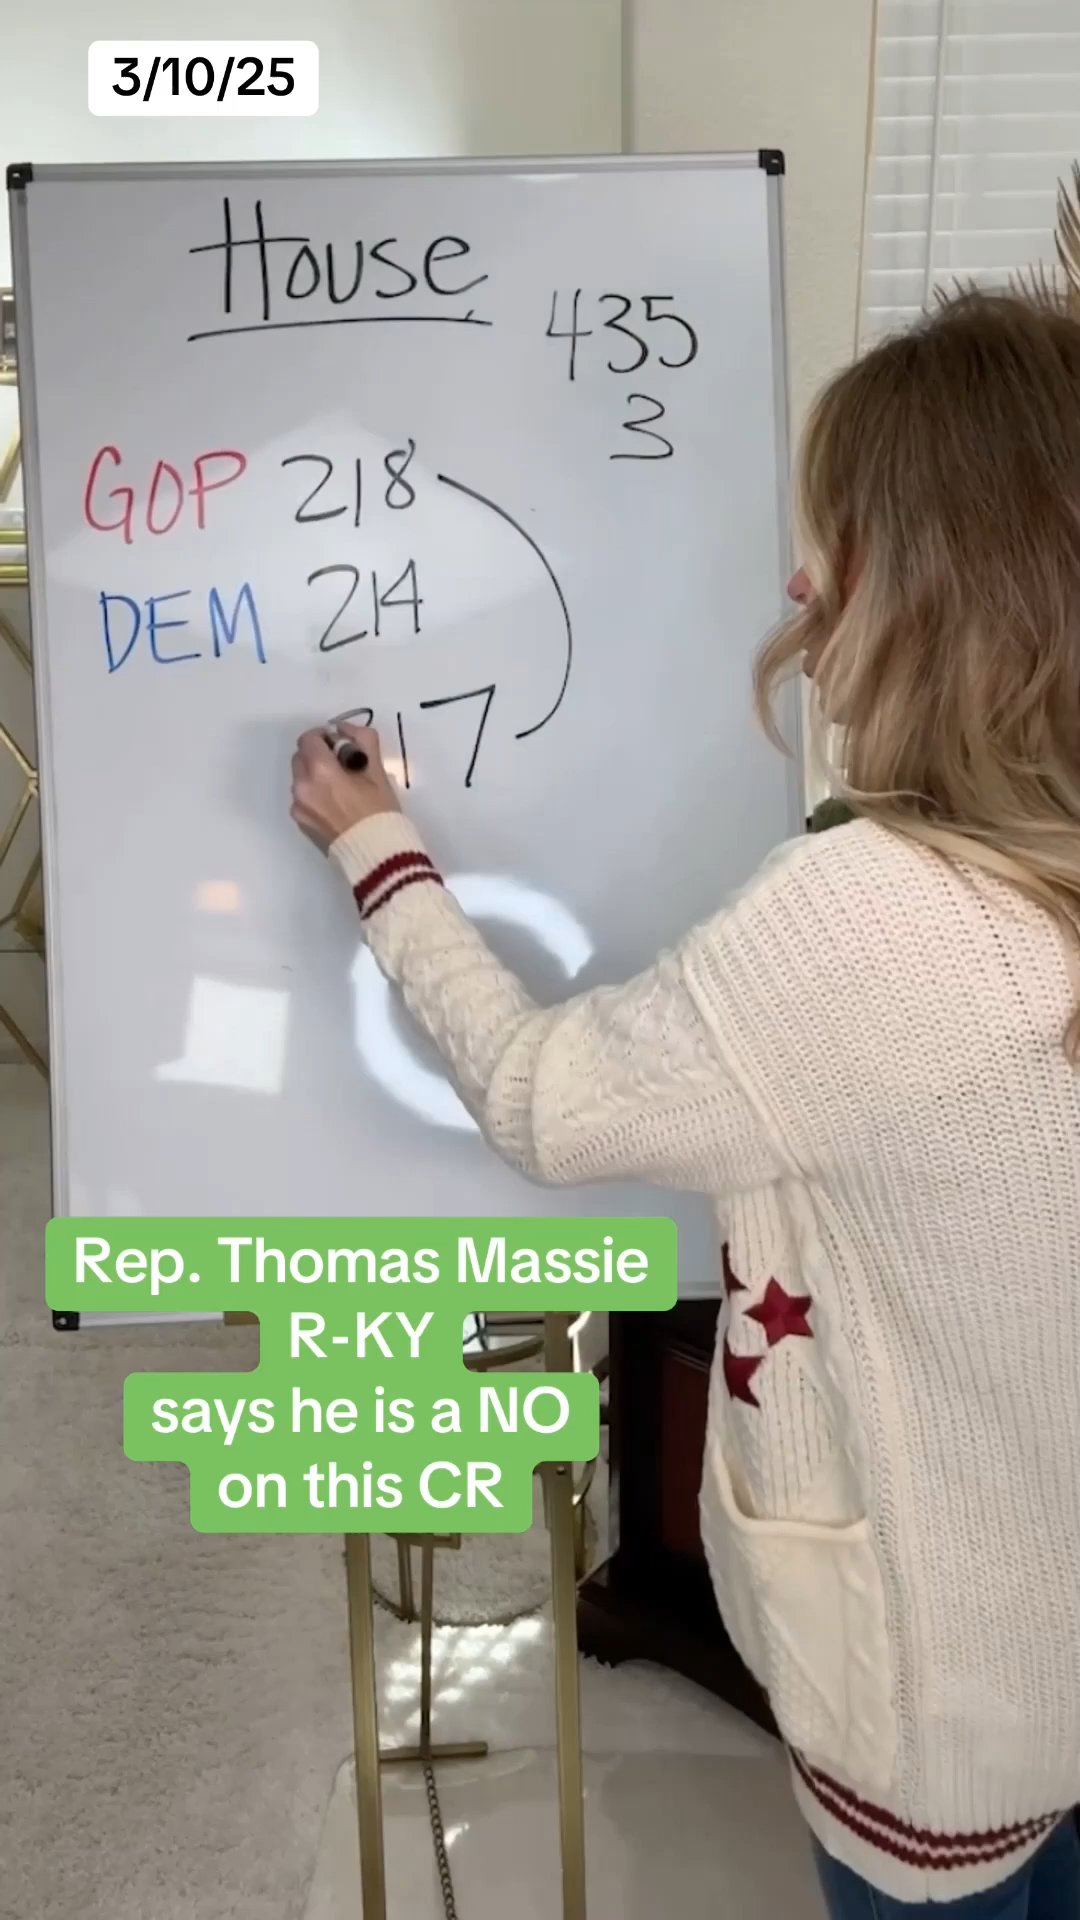 3/10/25
House
435
3
GOP 218
DEM 214
217
Rep. Thomas Massie
R-KY
says he is a NO
on this CR